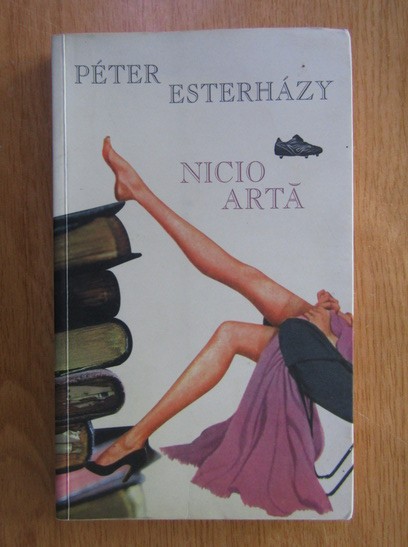 PÉTER
ESTERHÁZY
NICIO
ARTĂ